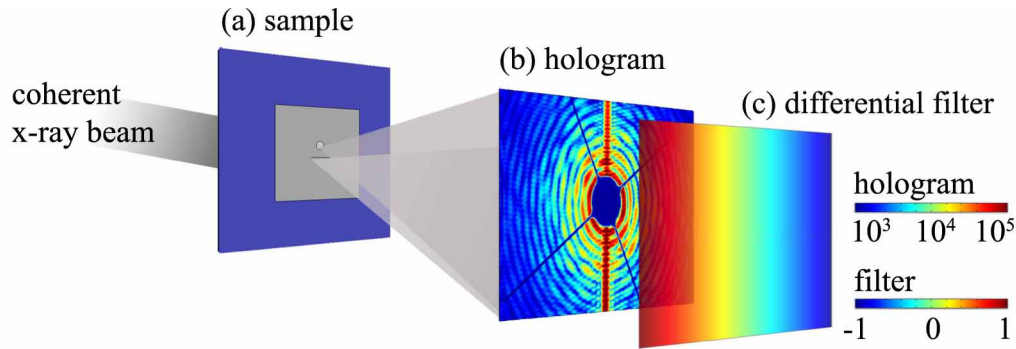 (a) sample
(b) hologram
(c) differential filter
coherent
x-ray beam
hologram
10³ 10⁴ 10⁵
filter
-1 0 1